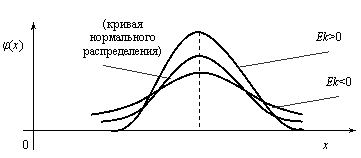 (кривая
нормального
распределения)
φ(x)
Ek>0
Ek<0
0
x